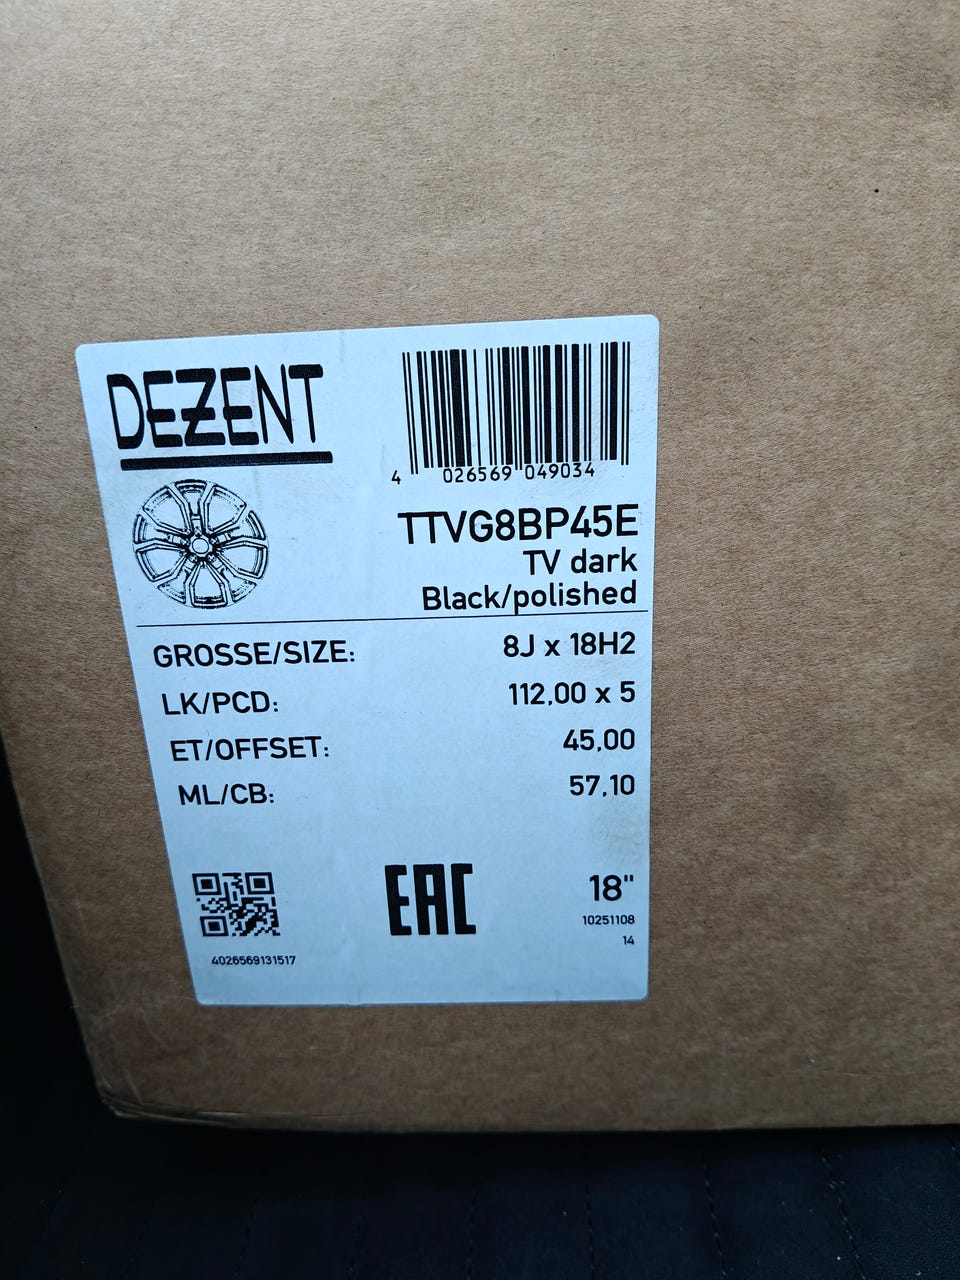 DEZENT
4 026569 049034
TTVG8BP45E
TV dark
Black/polished
GROSSE/SIZE: 8J x 18H2
LK/PCD: 112,00 x 5
ET/OFFSET: 45,00
ML/CB: 57,10
EAC
18"
10251108
14
4026569131517